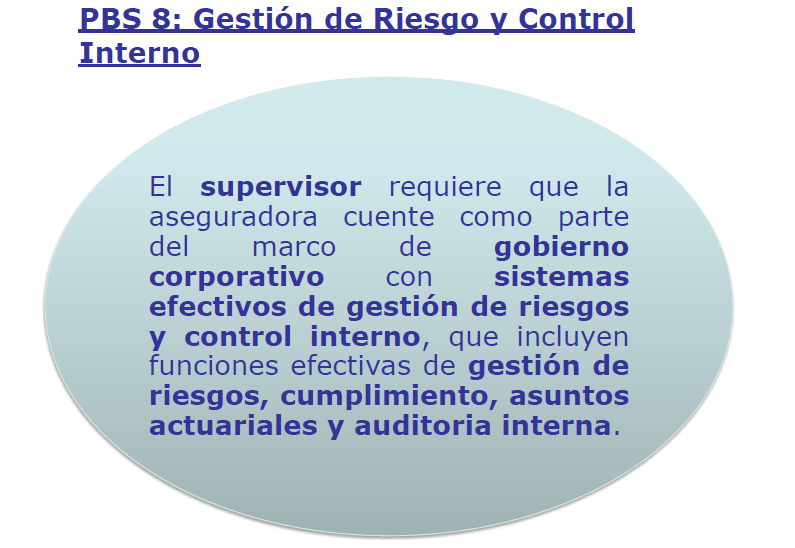 PBS 8: Gestión de Riesgo y Control
Interno
El supervisor requiere que la
aseguradora cuente como parte
del marco de gobierno
corporativo con sistemas
efectivos de gestión de riesgos
y control interno, que incluyen
funciones efectivas de gestión de
riesgos, cumplimiento, asuntos
actuariales y auditoria interna.